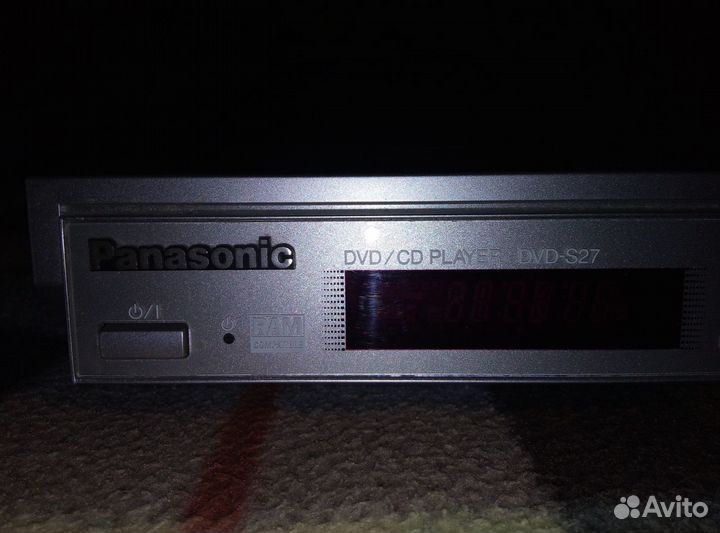 Panasonic
DVD/CD PLAYER DVD-S27
RAM
COMPATIBLE
Avito